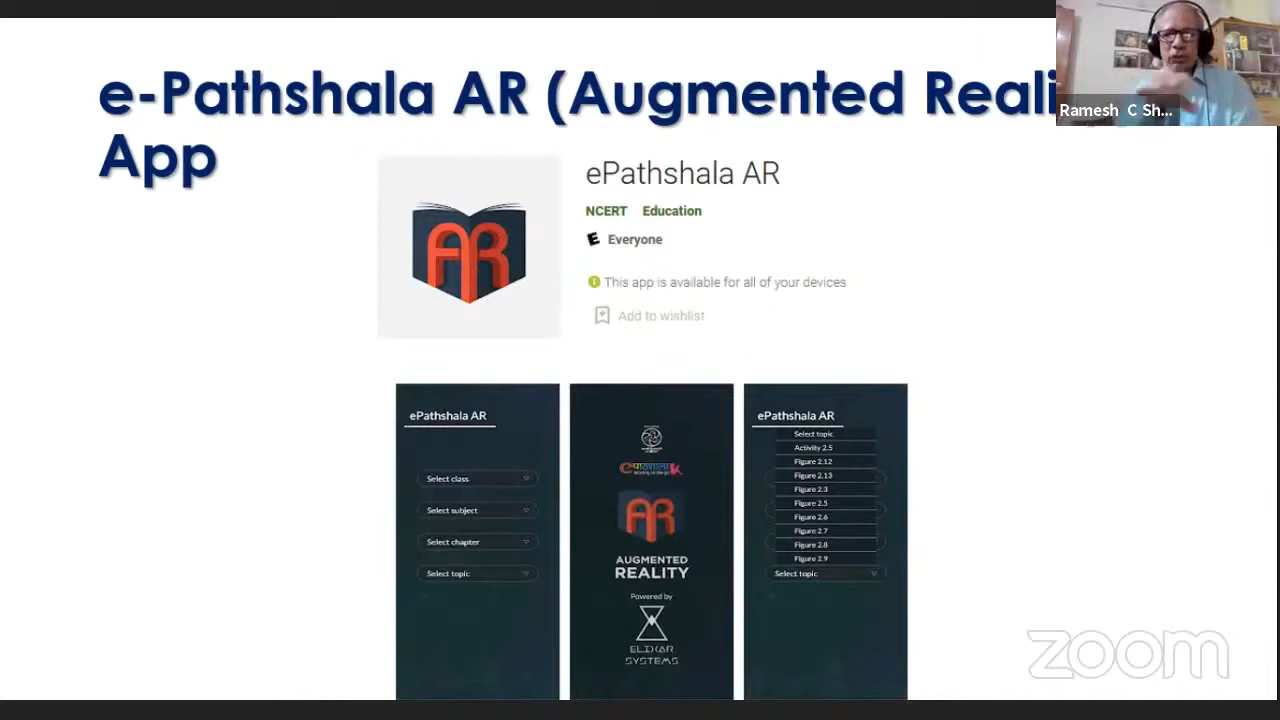 e-Pathshala AR (Augmented Reali
App
Ramesh C Sh...
ePathshala AR
NCERT Education
E Everyone
This app is available for all of your devices
Add to wishlist
AR
ePathshala AR
Select class
Select subject
Select chapter
Select topic
AR
AUGMENTED
REALITY
Powered by
ELIXAR
SYSTEMS
ePathshala AR
Select topic
Activity 2.5
Figure 2.12
Figure 2.13
Figure 2.3
Figure 2.5
Figure 2.6
Figure 2.7
Figure 2.8
Figure 2.9
Select topic
zoom